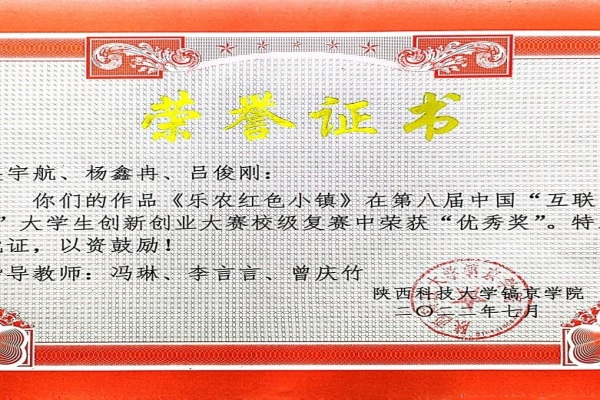 荣誉证书
宇航、杨鑫冉、吕俊刚：
你们的作品《乐农红色小镇》在第八届中国“互联
”大学生创新创业大赛校级复赛中荣获“优秀奖”。特
此证，以资鼓励！
导教师：冯琳、李言言、曾庆竹
陕西科技大学镐京学院
二〇二二年七月